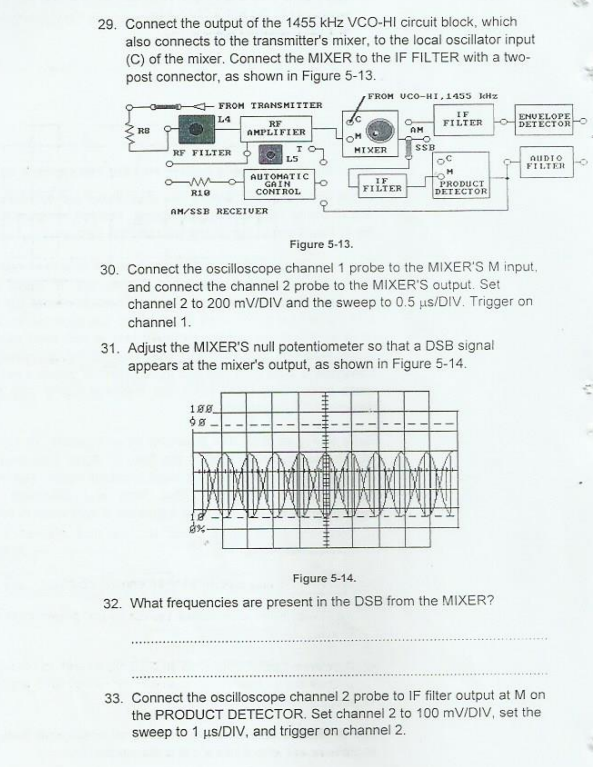 29. Connect the output of the 1455 kHz VCO-HI circuit block, which
also connects to the transmitter's mixer, to the local oscillator input
(C) of the mixer. Connect the MIXER to the IF FILTER with a two-
post connector, as shown in Figure 5-13.
FROM VCO-HI, 1455 kHz
FROM TRANSMITTER
L4
R8
RF
AMPLIFIER
C
M
MIXER
AM
IF
FILTER
ENVELOPE
DETECTOR
SSB
RF FILTER
T
L5
C
M
PRODUCT
DETECTOR
AUDIO
FILTER
AUTOMATIC
GAIN
CONTROL
IF
FILTER
R10
AM/SSB RECEIVER
Figure 5-13.
30. Connect the oscilloscope channel 1 probe to the MIXER'S M input,
and connect the channel 2 probe to the MIXER'S output. Set
channel 2 to 200 mV/DIV and the sweep to 0.5 µs/DIV. Trigger on
channel 1.
31. Adjust the MIXER'S null potentiometer so that a DSB signal
appears at the mixer's output, as shown in Figure 5-14.
100
90
10
0%
Figure 5-14.
32. What frequencies are present in the DSB from the MIXER?
33. Connect the oscilloscope channel 2 probe to IF filter output at M on
the PRODUCT DETECTOR. Set channel 2 to 100 mV/DIV, set the
sweep to 1 µs/DIV, and trigger on channel 2.